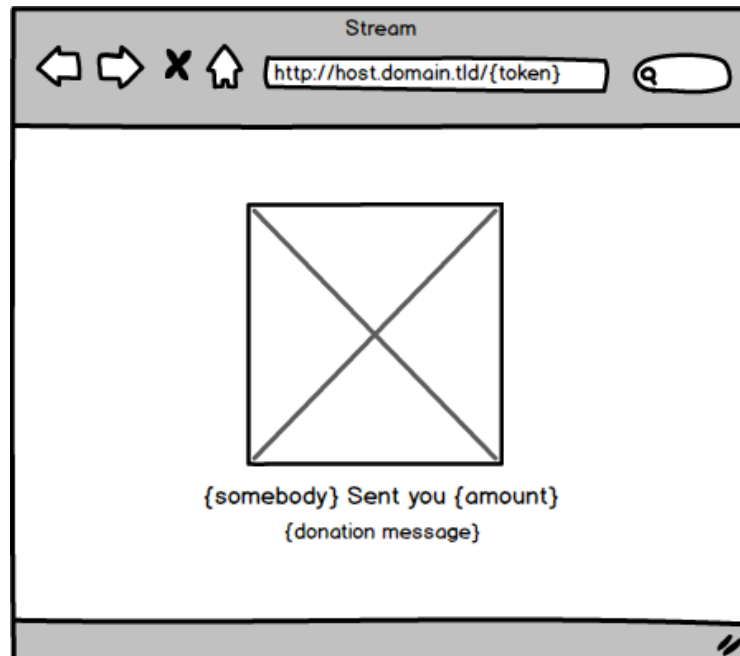 Stream
http://host.domain.tld/{token}
{somebody} Sent you {amount}
{donation message}